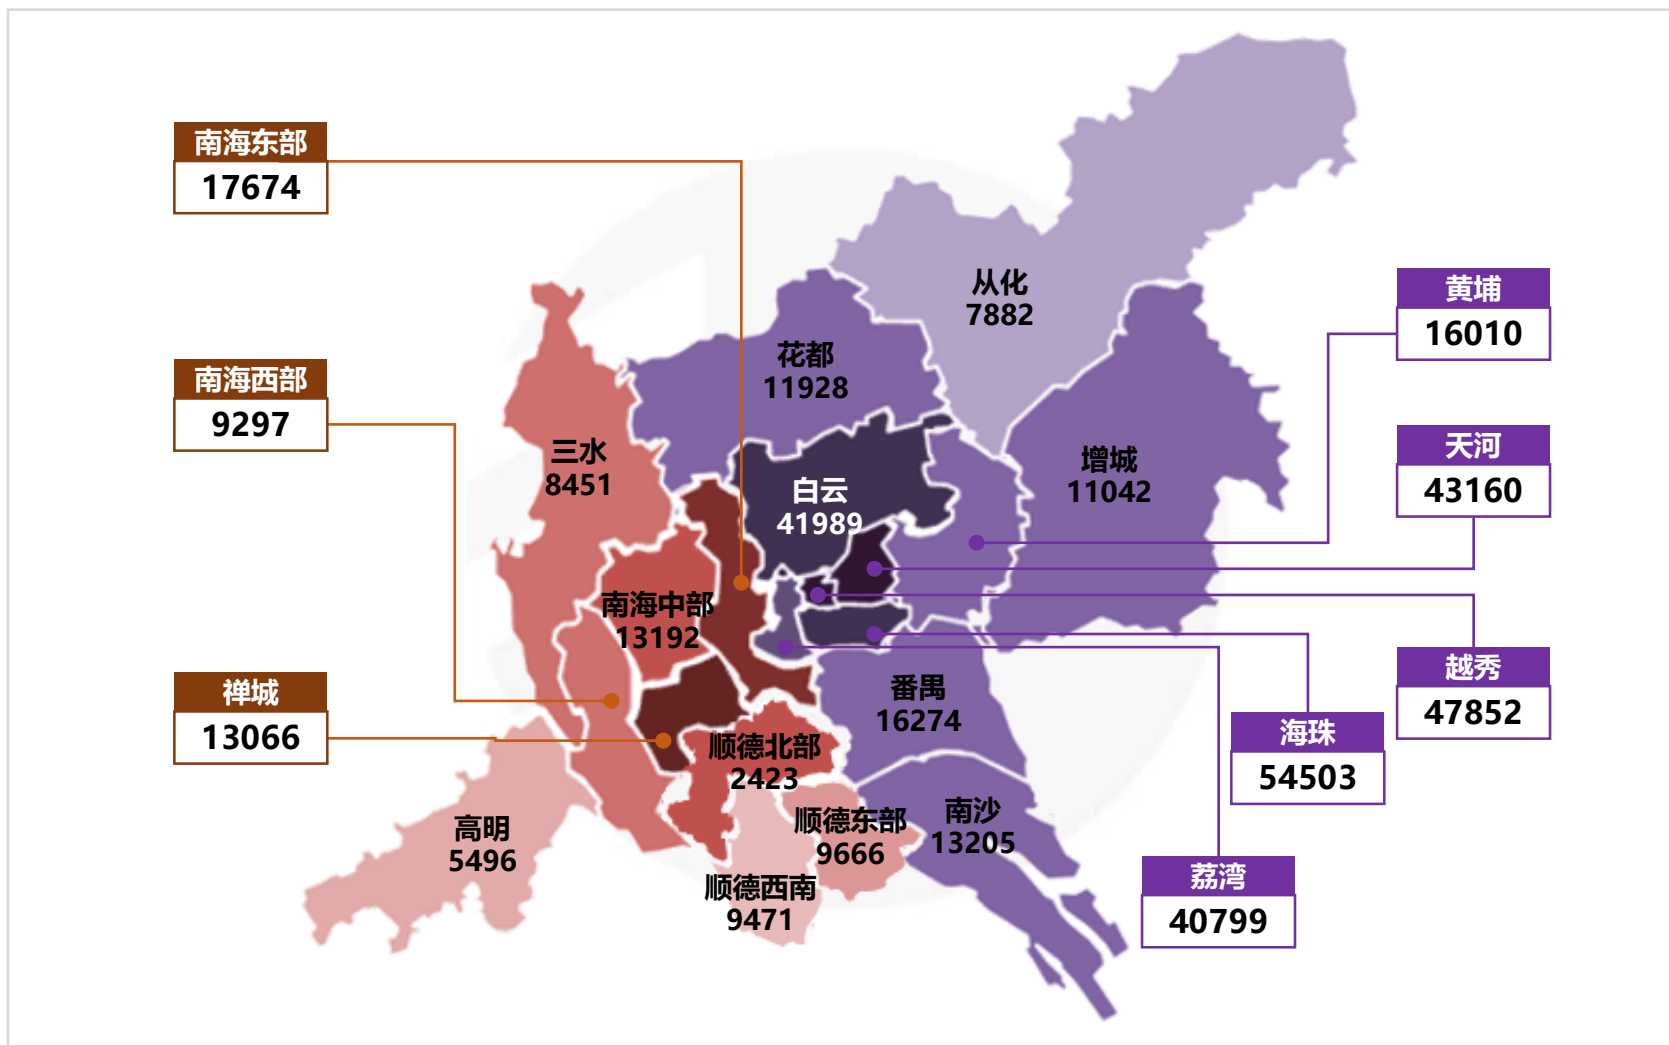 南海东部
17674
南海西部
9297
禅城
13066
从化
7882
花都
11928
三水
8451
白云
41989
增城
11042
南海中部
13192
番禺
16274
顺德北部
2423
顺德东部
9666
南沙
13205
高明
5496
顺德西南
9471
黄埔
16010
天河
43160
越秀
47852
海珠
54503
荔湾
40799